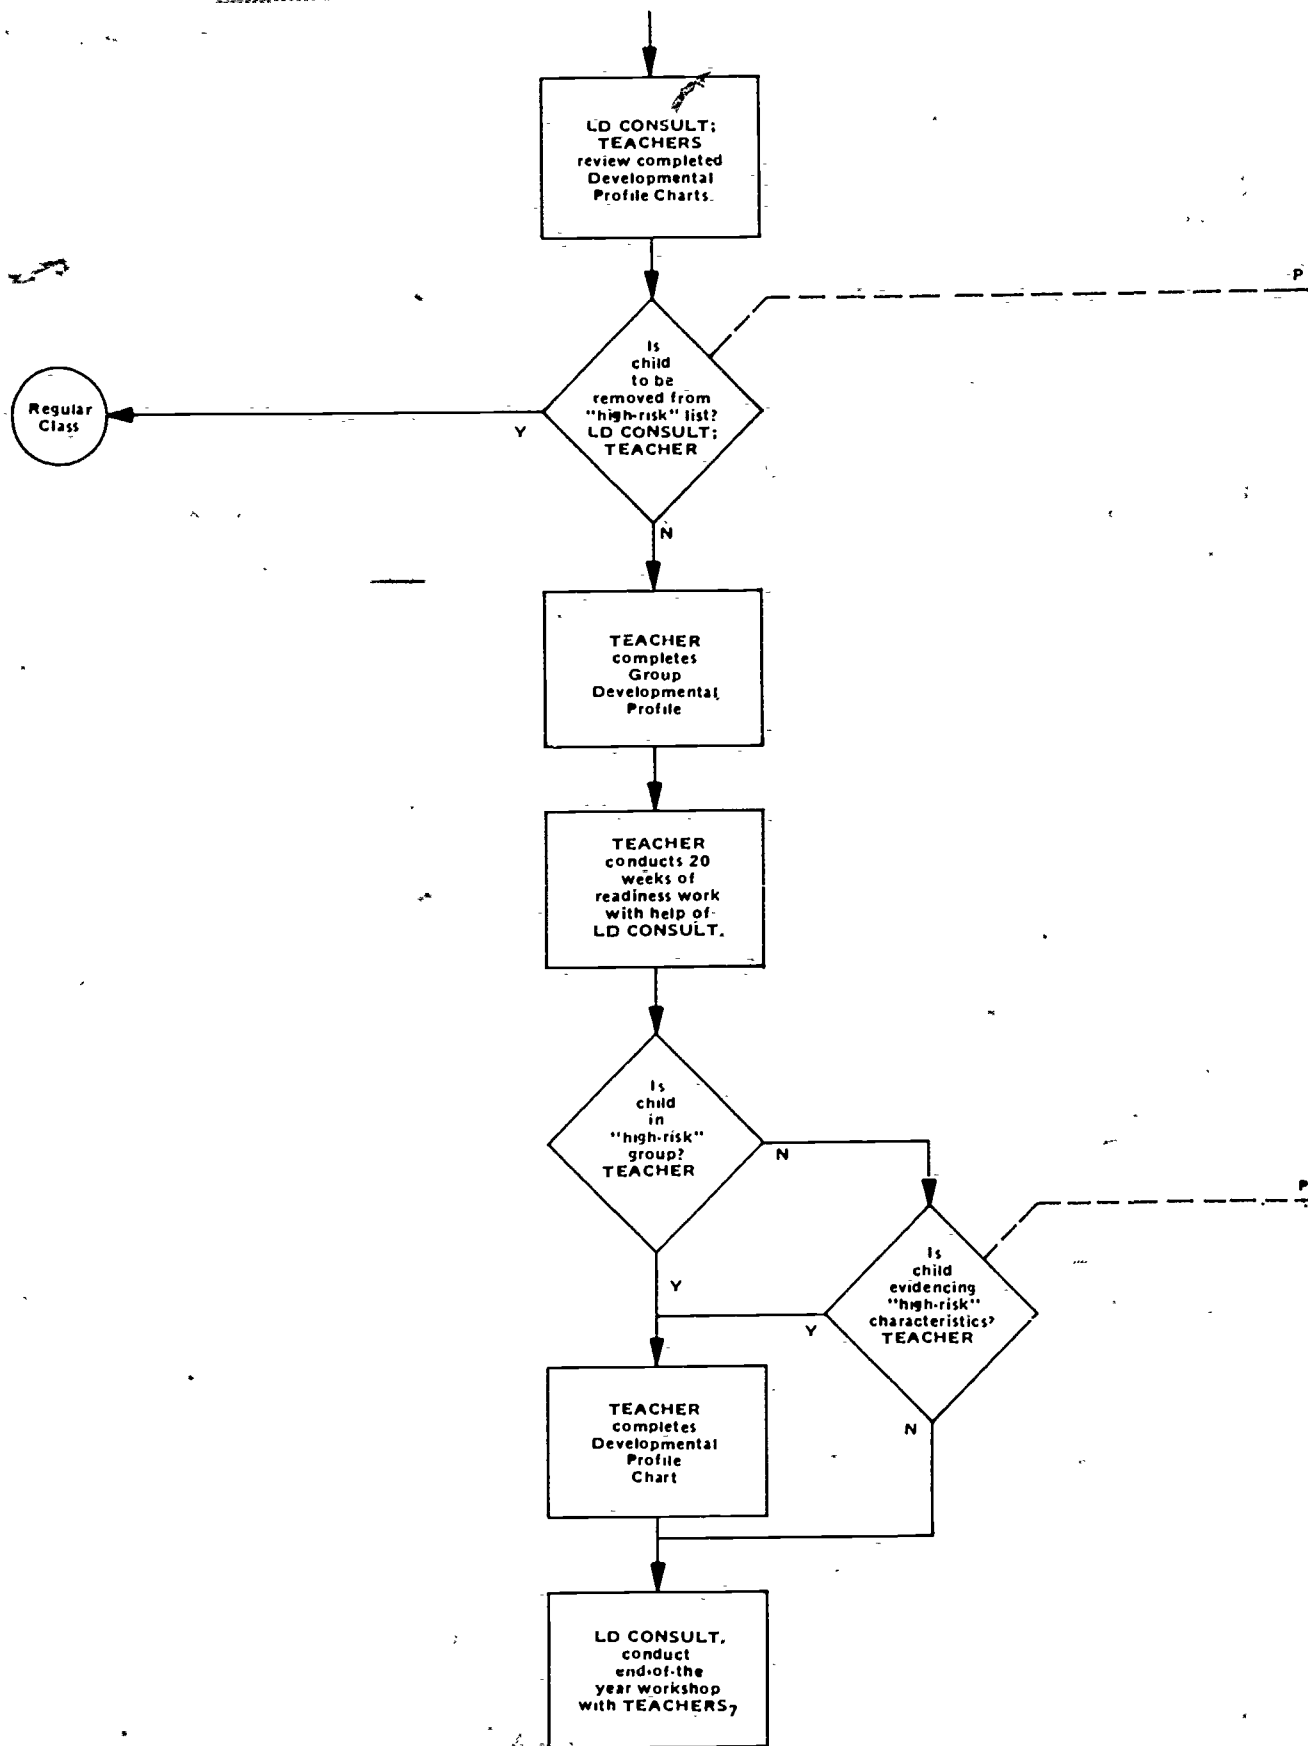 LD CONSULT;
TEACHERS
review completed
Developmental
Profile Charts.
P
Is
child
to be
removed from
"high-risk" list?
LD CONSULT;
TEACHER
Regular
Class
Y
N
TEACHER
completes
Group
Developmental
Profile
TEACHER
conducts 20
weeks of
readiness work
with help of
LD CONSULT.
Is
child
in
"high-risk"
group?
TEACHER
N
P
Y
Is
child
evidencing
"high-risk"
characteristics?
TEACHER
Y
N
TEACHER
completes
Developmental
Profile
Chart
LD CONSULT.
conduct
end-of-the
year workshop
with TEACHERS7